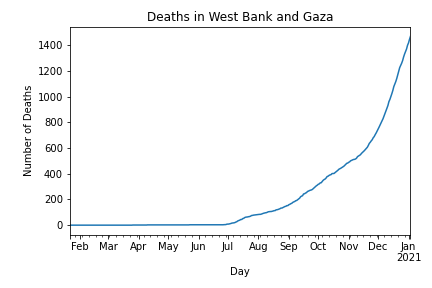 Deaths in West Bank and Gaza
Number of Deaths
1400
1200
1000
800
600
400
200
0
Feb Mar Apr May Jun Jul Aug Sep Oct Nov Dec Jan
2021
Day